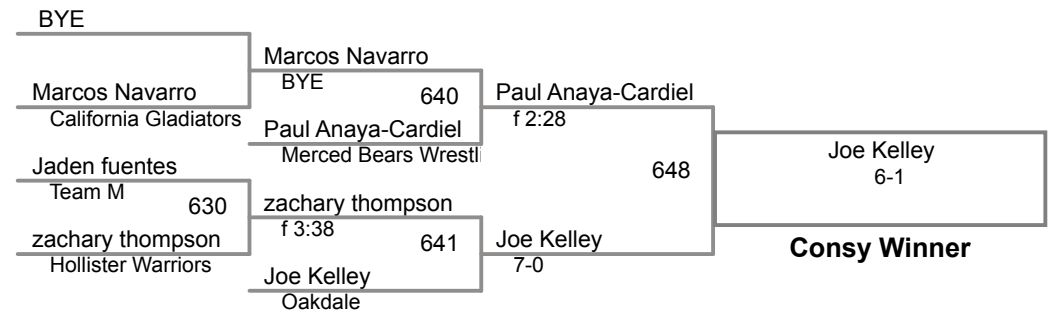 BYE
Marcos Navarro
BYE
Marcos Navarro
California Gladiators
640
Paul Anaya-Cardiel
f 2:28
Paul Anaya-Cardiel
Merced Bears Wrestli
Jaden fuentes
Team M
630
648
Joe Kelley
6-1
zachary thompson
f 3:38
zachary thompson
Hollister Warriors
641
Joe Kelley
7-0
Consy Winner
Joe Kelley
Oakdale